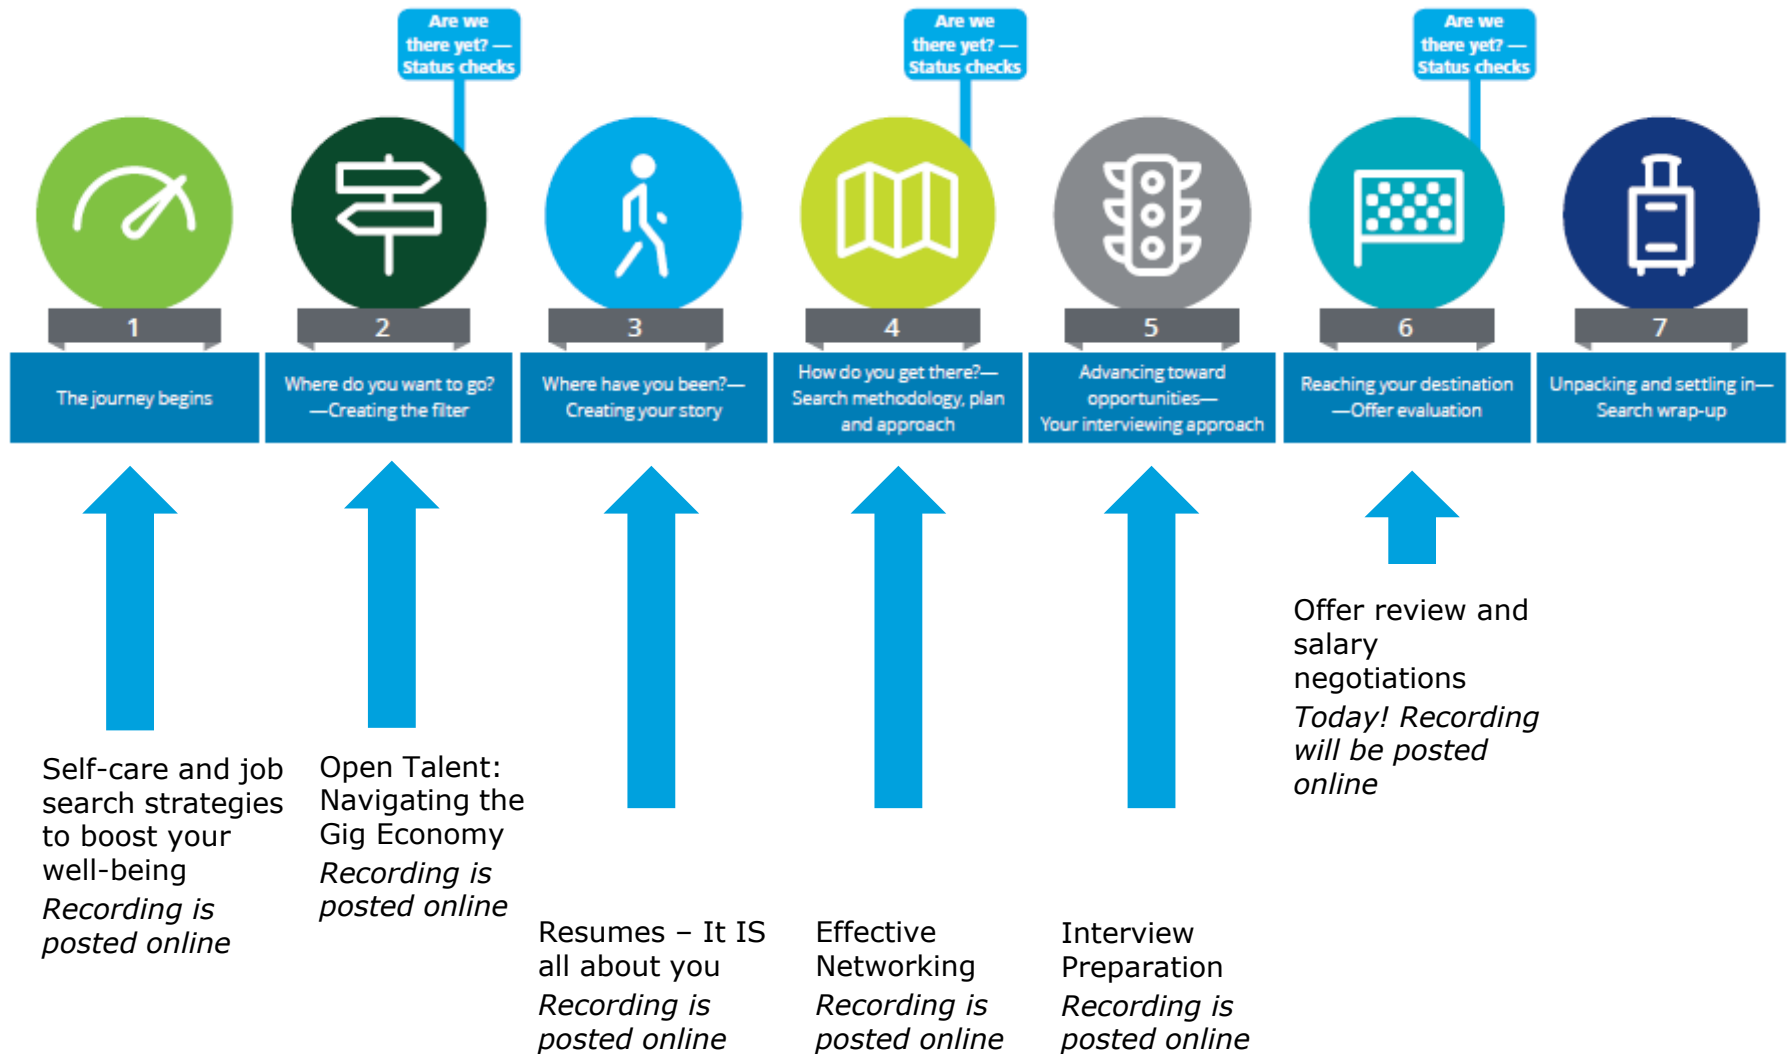 Are we
there yet? —
Status checks
Are we
there yet? —
Status checks
Are we
there yet? —
Status checks
1
2
3
4
5
6
7
The journey begins
Where do you want to go?
—Creating the filter
Where have you been?—
Creating your story
How do you get there?—
Search methodology, plan
and approach
Advancing toward
opportunities—
Your interviewing approach
Reaching your destination
—Offer evaluation
Unpacking and settling in—
Search wrap-up
Self-care and job
search strategies
to boost your
well-being
Recording is
posted online
Open Talent:
Navigating the
Gig Economy
Recording is
posted online
Resumes – It IS
all about you
Recording is
posted online
Effective
Networking
Recording is
posted online
Interview
Preparation
Recording is
posted online
Offer review and
salary
negotiations
Today! Recording
will be posted
online